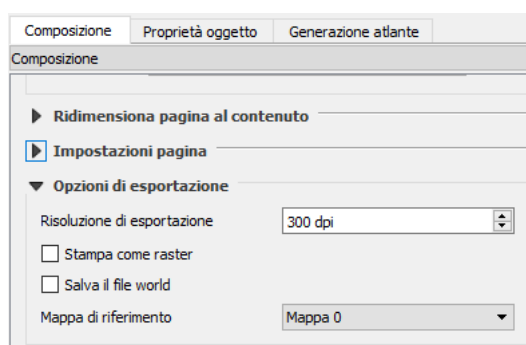 Composizione Proprietà oggetto Generazione atlante
Composizione
Ridimensiona pagina al contenuto
Impostazioni pagina
Opzioni di esportazione
Risoluzione di esportazione 300 dpi
Stampa come raster
Salva il file world
Mappa di riferimento Mappa 0